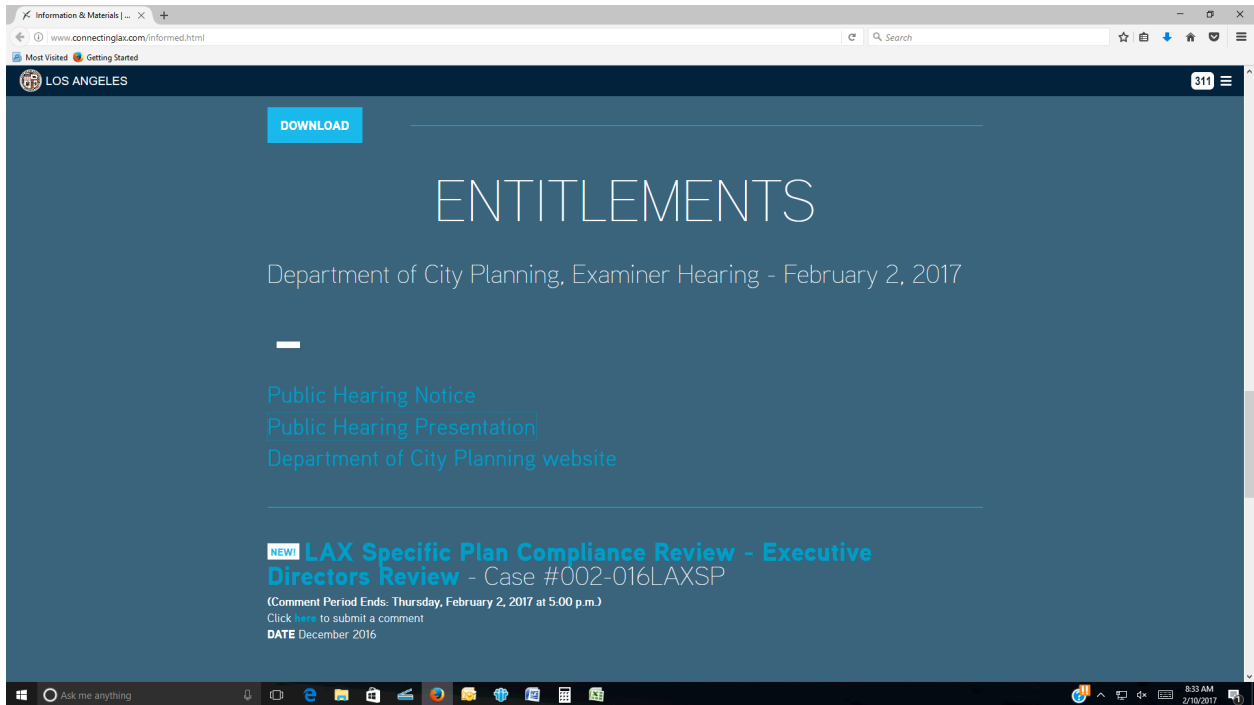 Information & Materials | ...
www.connectinglax.com/informed.html
Search
Most Visited Getting Started
LOS ANGELES
311
DOWNLOAD
ENTITLEMENTS
Department of City Planning, Examiner Hearing - February 2, 2017
Public Hearing Notice
Public Hearing Presentation
Department of City Planning website
NEW! LAX Specific Plan Compliance Review - Executive
Directors Review - Case #002-016LAXSP
(Comment Period Ends: Thursday, February 2, 2017 at 5:00 p.m.)
Click here to submit a comment
DATE December 2016
Ask me anything
8:33 AM
2/10/2017
1